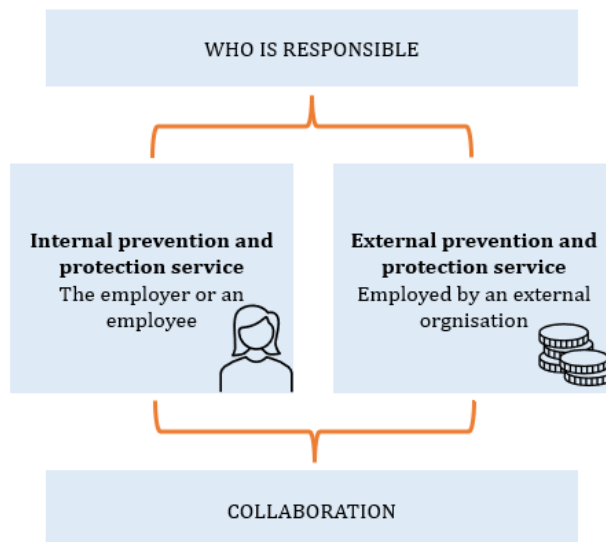 WHO IS RESPONSIBLE
Internal prevention and
protection service
The employer or an
employee
External prevention and
protection service
Employed by an external
orgnisation
COLLABORATION